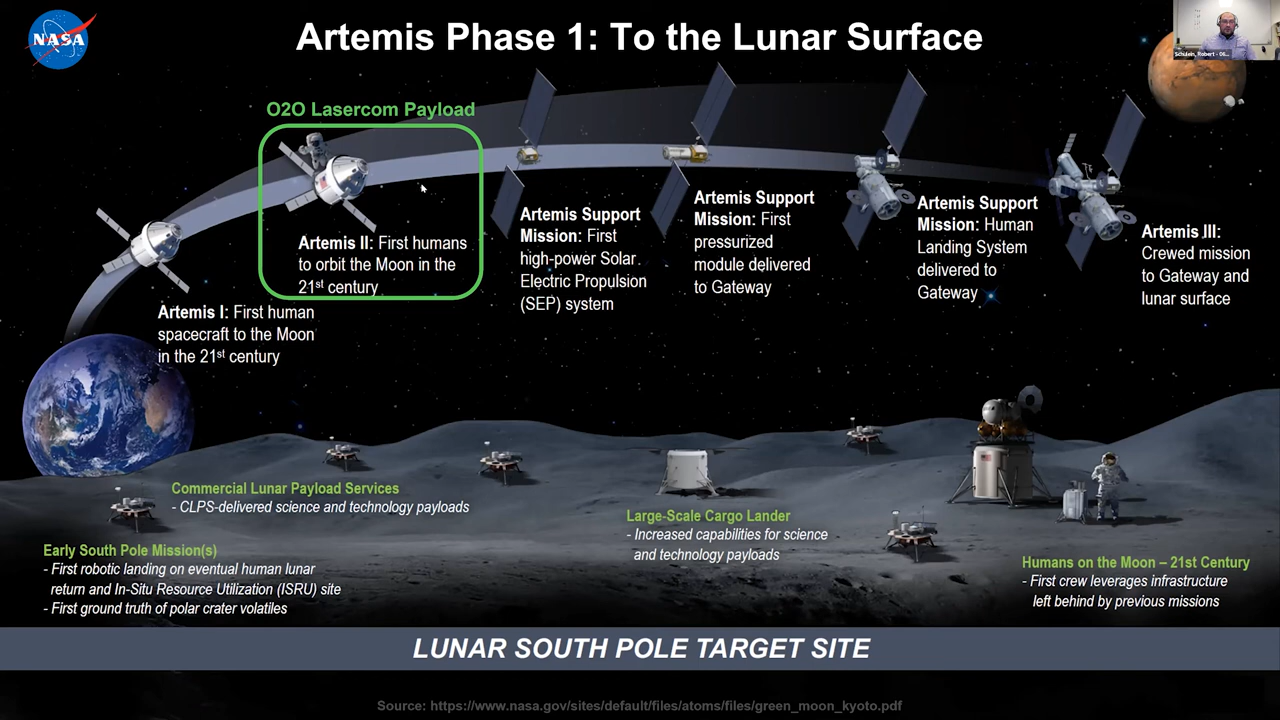 NASA
Artemis Phase 1: To the Lunar Surface
O2O Lasercom Payload
Artemis I: First human
spacecraft to the Moon
in the 21st century
Artemis II: First humans
to orbit the Moon in the
21st century
Artemis Support
Mission: First
high-power Solar
Electric Propulsion
(SEP) system
Artemis Support
Mission: First
pressurized
module delivered
to Gateway
Artemis Support
Mission: Human
Landing System
delivered to
Gateway
Artemis III:
Crewed mission
to Gateway and
lunar surface
Commercial Lunar Payload Services
- CLPS-delivered science and technology payloads
Early South Pole Mission(s)
- First robotic landing on eventual human lunar
return and In-Situ Resource Utilization (ISRU) site
- First ground truth of polar crater volatiles
Large-Scale Cargo Lander
- Increased capabilities for science
and technology payloads
Humans on the Moon – 21st Century
- First crew leverages infrastructure
left behind by previous missions
LUNAR SOUTH POLE TARGET SITE
Source: https://www.nasa.gov/sites/default/files/atoms/files/green_moon_kyoto.pdf